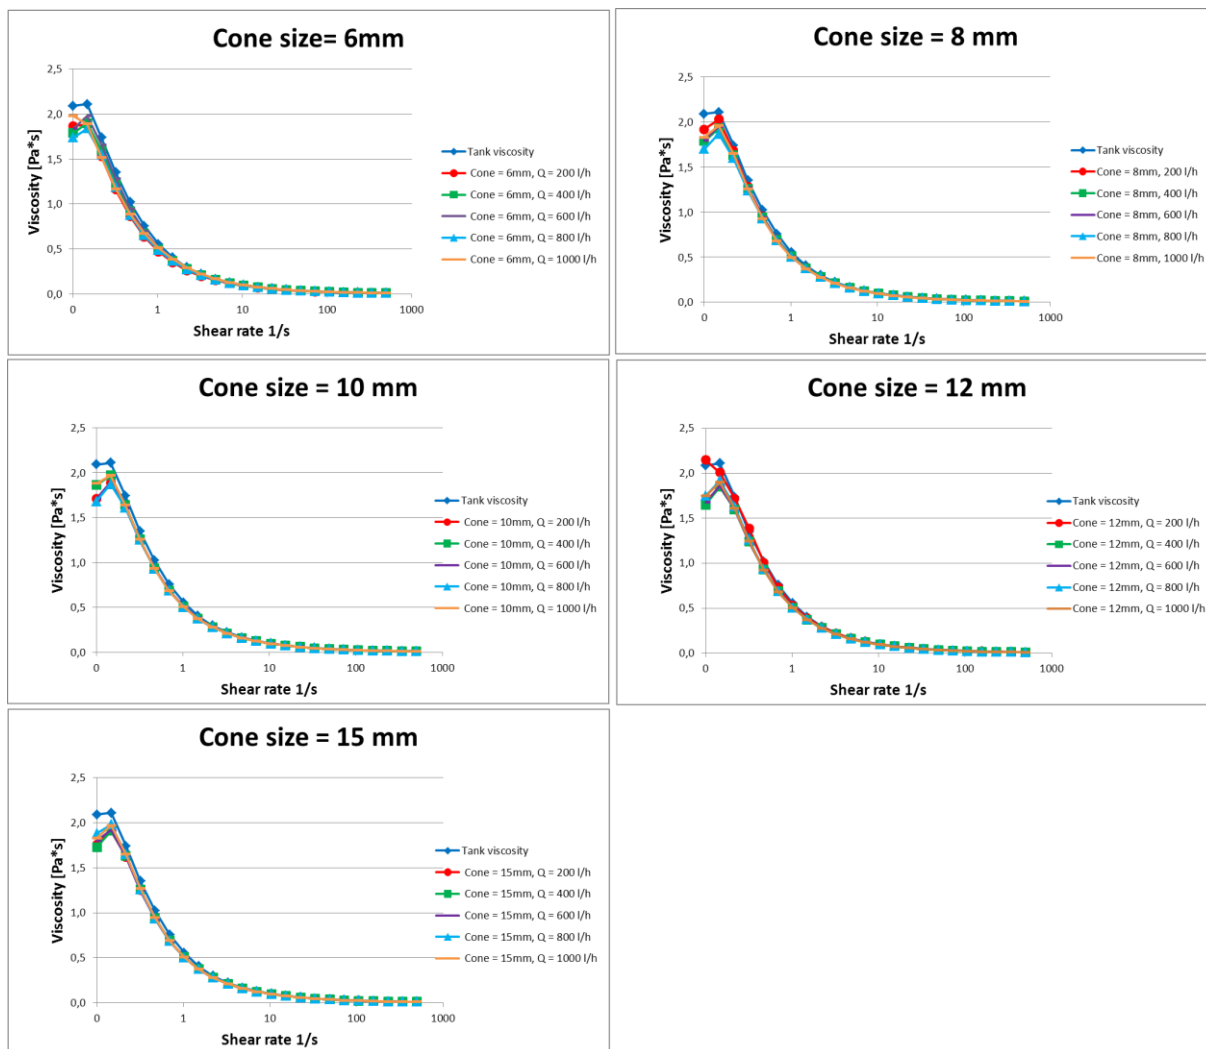 Cone size= 6mm
Viscosity [Pa*s]
2,5
2,0
1,5
1,0
0,5
0,0
0
1
10
100
1000
Shear rate 1/s
Tank viscosity
Cone = 6mm, Q = 200 l/h
Cone = 6mm, Q = 400 l/h
Cone = 6mm, Q = 600 l/h
Cone = 6mm, Q = 800 l/h
Cone = 6mm, Q = 1000 l/h
Cone size = 8 mm
Viscosity [Pa*s]
2,5
2,0
1,5
1,0
0,5
0,0
0
1
10
100
1000
Shear rate 1/s
Tank viscosity
Cone = 8mm, 200 l/h
Cone = 8mm, 400 l/h
Cone = 8mm, 600 l/h
Cone = 8mm, 800 l/h
Cone = 8mm, 1000 l/h
Cone size = 10 mm
Viscosity [Pa*s]
2,5
2,0
1,5
1,0
0,5
0,0
0
1
10
100
1000
Shear rate 1/s
Tank viscosity
Cone = 10mm, Q = 200 l/h
Cone = 10mm, Q = 400 l/h
Cone = 10mm, Q = 600 l/h
Cone = 10mm, Q = 800 l/h
Cone = 10mm, Q = 1000 l/h
Cone size = 12 mm
Viscosity [Pa*s]
2,5
2,0
1,5
1,0
0,5
0,0
0
1
10
100
1000
Shear rate 1/s
Tank viscosity
Cone = 12mm, Q = 200 l/h
Cone = 12mm, Q = 400 l/h
Cone = 12mm, Q = 600 l/h
Cone = 12mm, Q = 800 l/h
Cone = 12mm, Q = 1000 l/h
Cone size = 15 mm
Viscosity [Pa*s]
2,5
2,0
1,5
1,0
0,5
0,0
0
1
10
100
1000
Shear rate 1/s
Tank viscosity
Cone = 15mm, Q = 200 l/h
Cone = 15mm, Q = 400 l/h
Cone = 15mm, Q = 600 l/h
Cone = 15mm, Q = 800 l/h
Cone = 15mm, Q = 1000 l/h